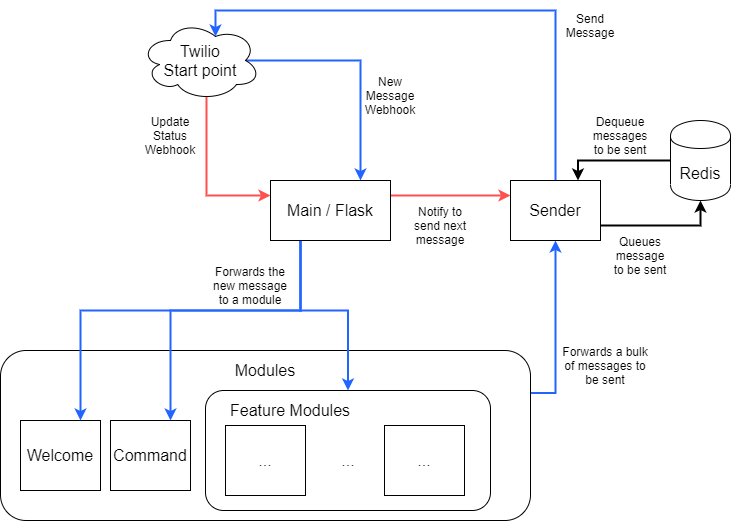 Send
Message
Twilio
Start point
New
Message
Webhook
Update
Status
Webhook
Dequeue
messages
to be sent
Redis
Main / Flask
Notify to
send next
message
Sender
Queues
message
to be sent
Forwards the
new message
to a module
Forwards a bulk
of messages to
be sent
Modules
Feature Modules
Welcome
Command
...
...
...